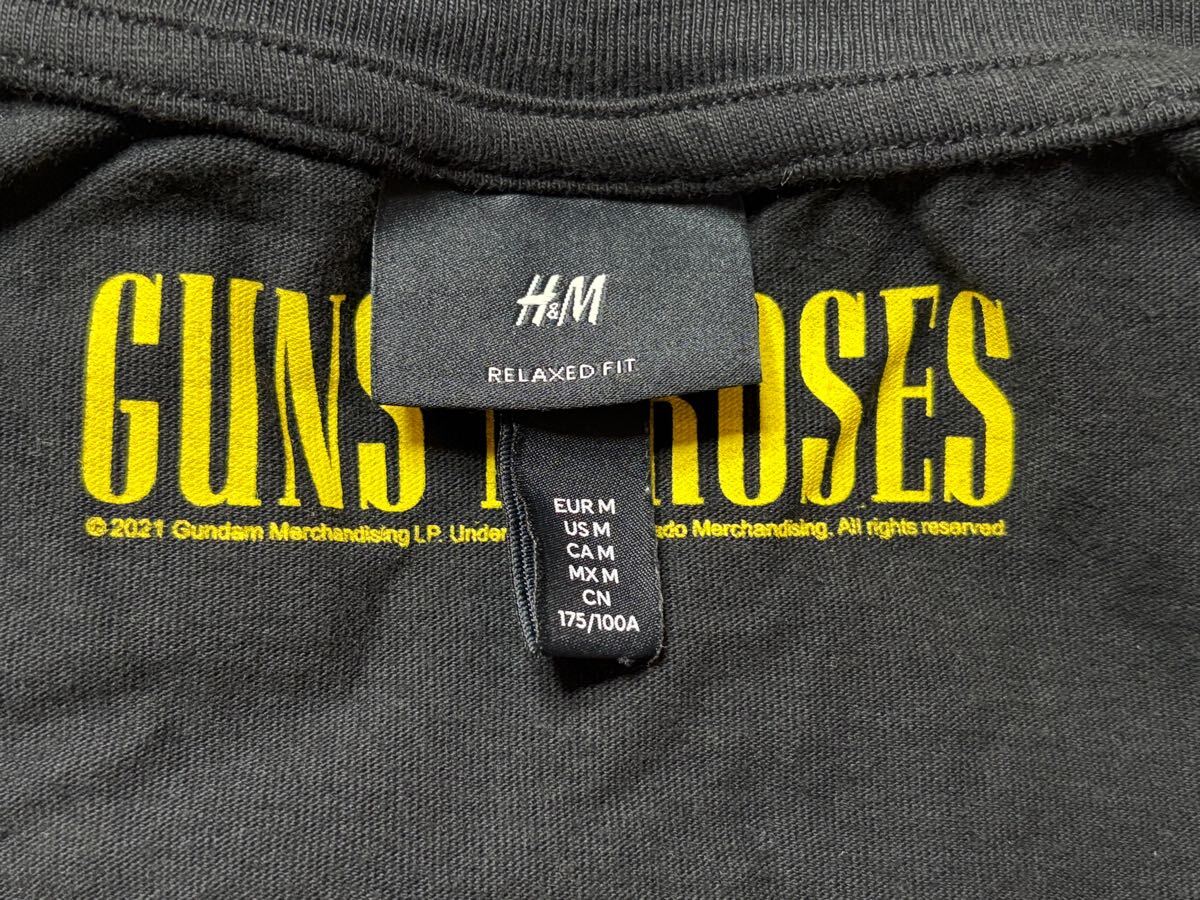 H&M
RELAXED FIT
GUNS ROSES
© 2021 Gundam Merchandising LP. Under Merchandising. All rights reserved
EUR M
US M
CA M
MX M
CN
175/100A